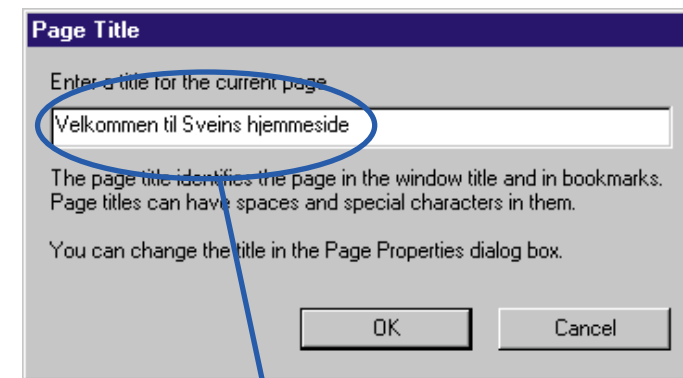 Page Title
Enter a title for the current page
Velkommen til Sveins hjemmeside
The page title identifies the page in the window title and in bookmarks.
Page titles can have spaces and special characters in them.
You can change the title in the Page Properties dialog box.
OK
Cancel